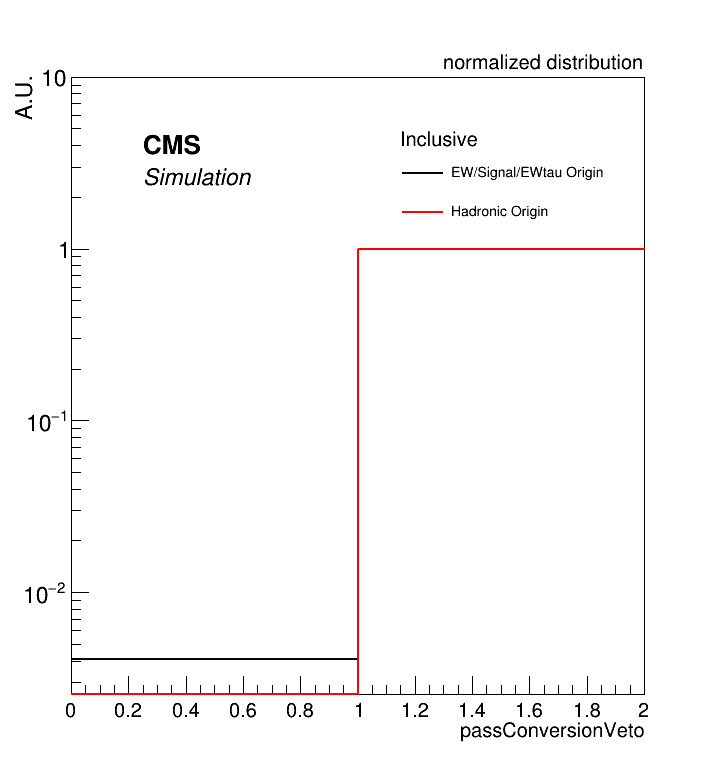 normalized distribution
A.U.
10
CMS
Simulation
Inclusive
EW/Signal/EWtau Origin
Hadronic Origin
1
10⁻¹
10⁻²
0 0.2 0.4 0.6 0.8 1 1.2 1.4 1.6 1.8 2
passConversionVeto